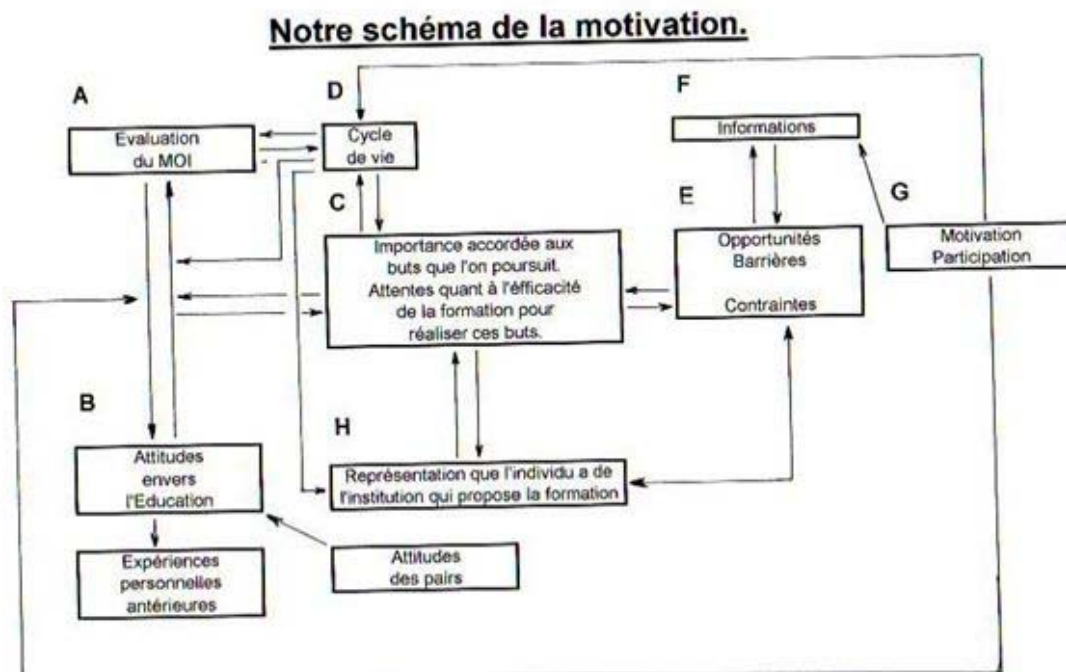 Notre schéma de la motivation.
A
Evaluation
du MOI
D
Cycle
de vie
F
Informations
C
Importance accordée aux
buts que l'on poursuit.
Attentes quant à l'éfficacité
de la formation pour
réaliser ces buts.
E
Opportunités
Barrières
Contraintes
G
Motivation
Participation
B
Attitudes
envers
l'Education
H
Représentation que l'individu a de
l'institution qui propose la formation
Expériences
personnelles
antérieures
Attitudes
des pairs